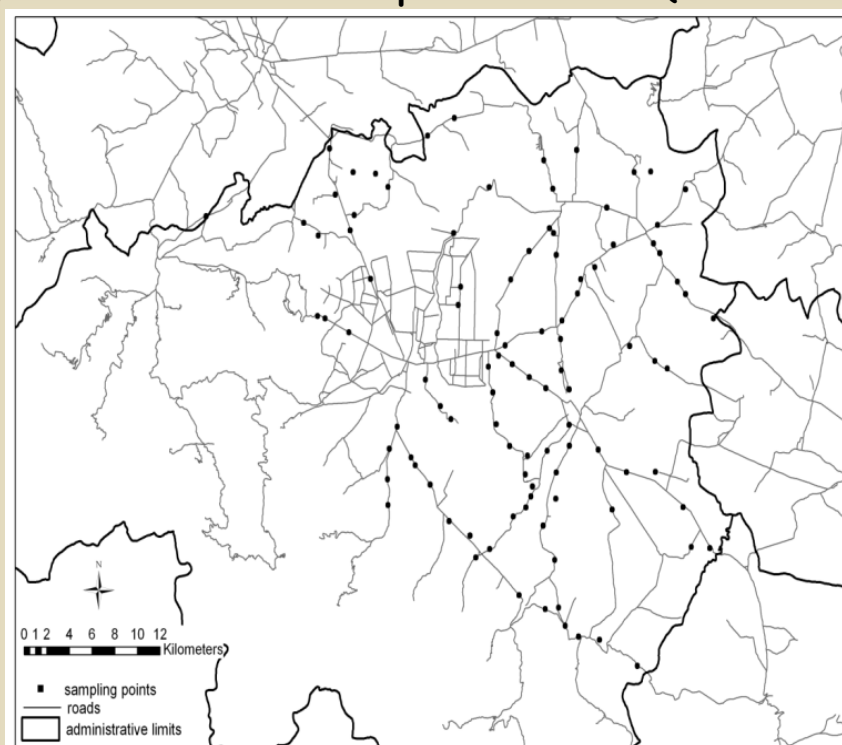 N
0 1 2 4 6 8 10 12
Kilometers
sampling points
roads
administrative limits